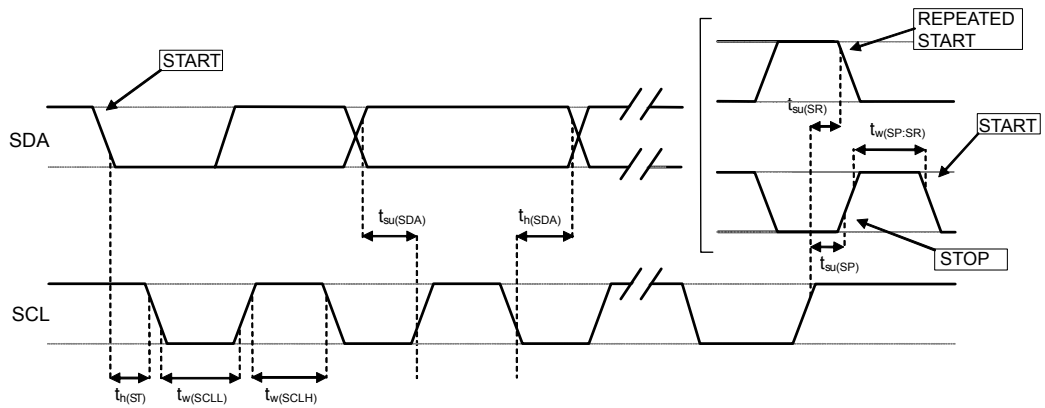 REPEATED
START
START
tsu(SR)
tw(SP:SR)
START
SDA
tsu(SDA)
th(SDA)
tsu(SP)
STOP
SCL
th(ST)
tw(SCLL)
tw(SCLH)